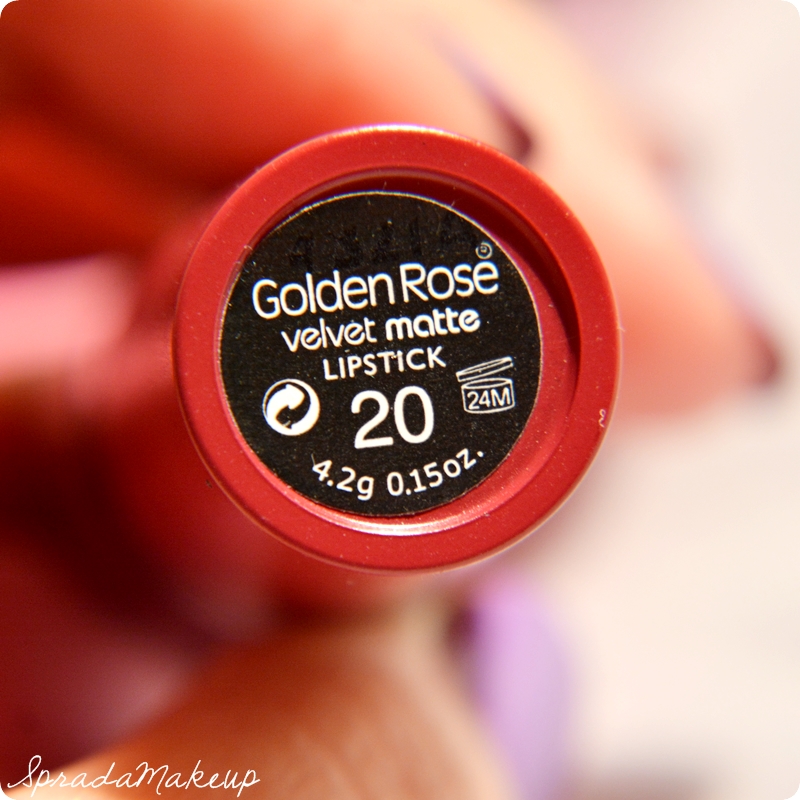 Golden Rose®
velvet matte
LIPSTICK
20
24M
4.2g 0.15oz.
SpradaMakeup